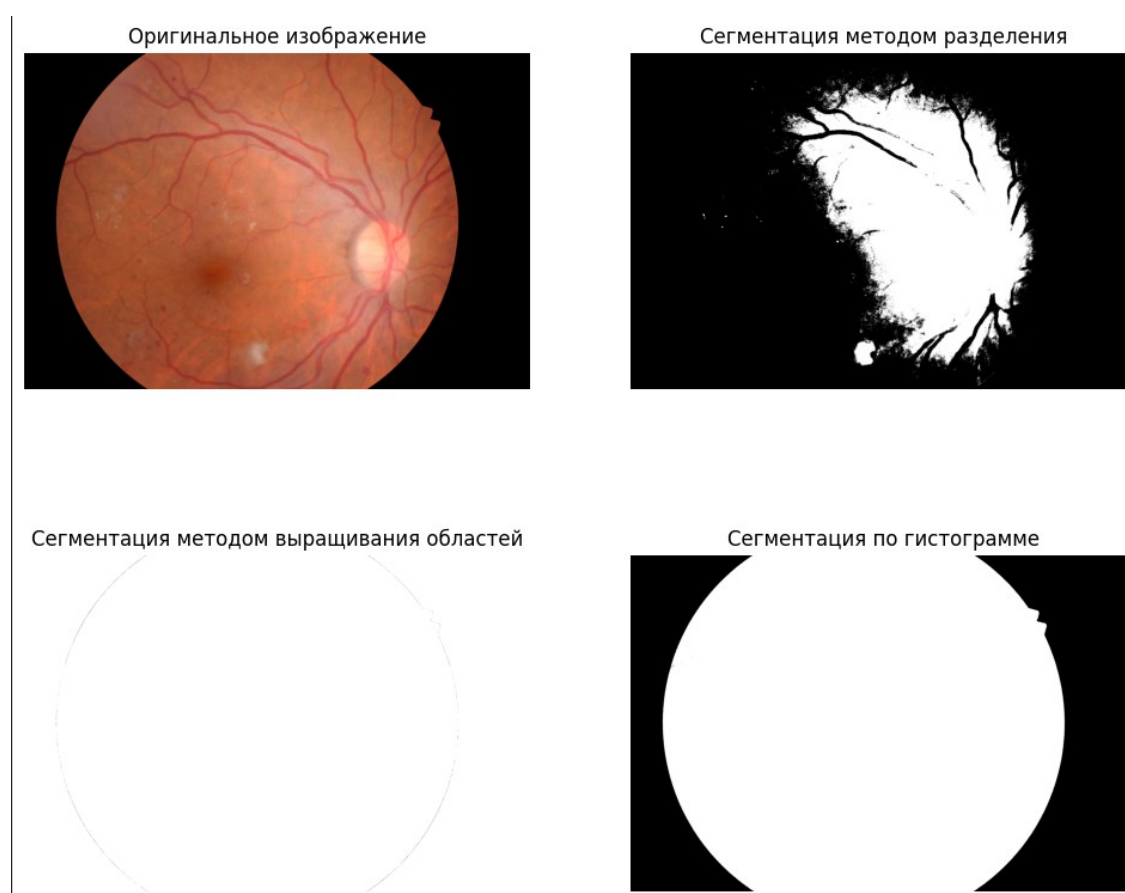 Оригинальное изображение
Сегментация методом разделения
Сегментация методом выращивания областей
Сегментация по гистограмме